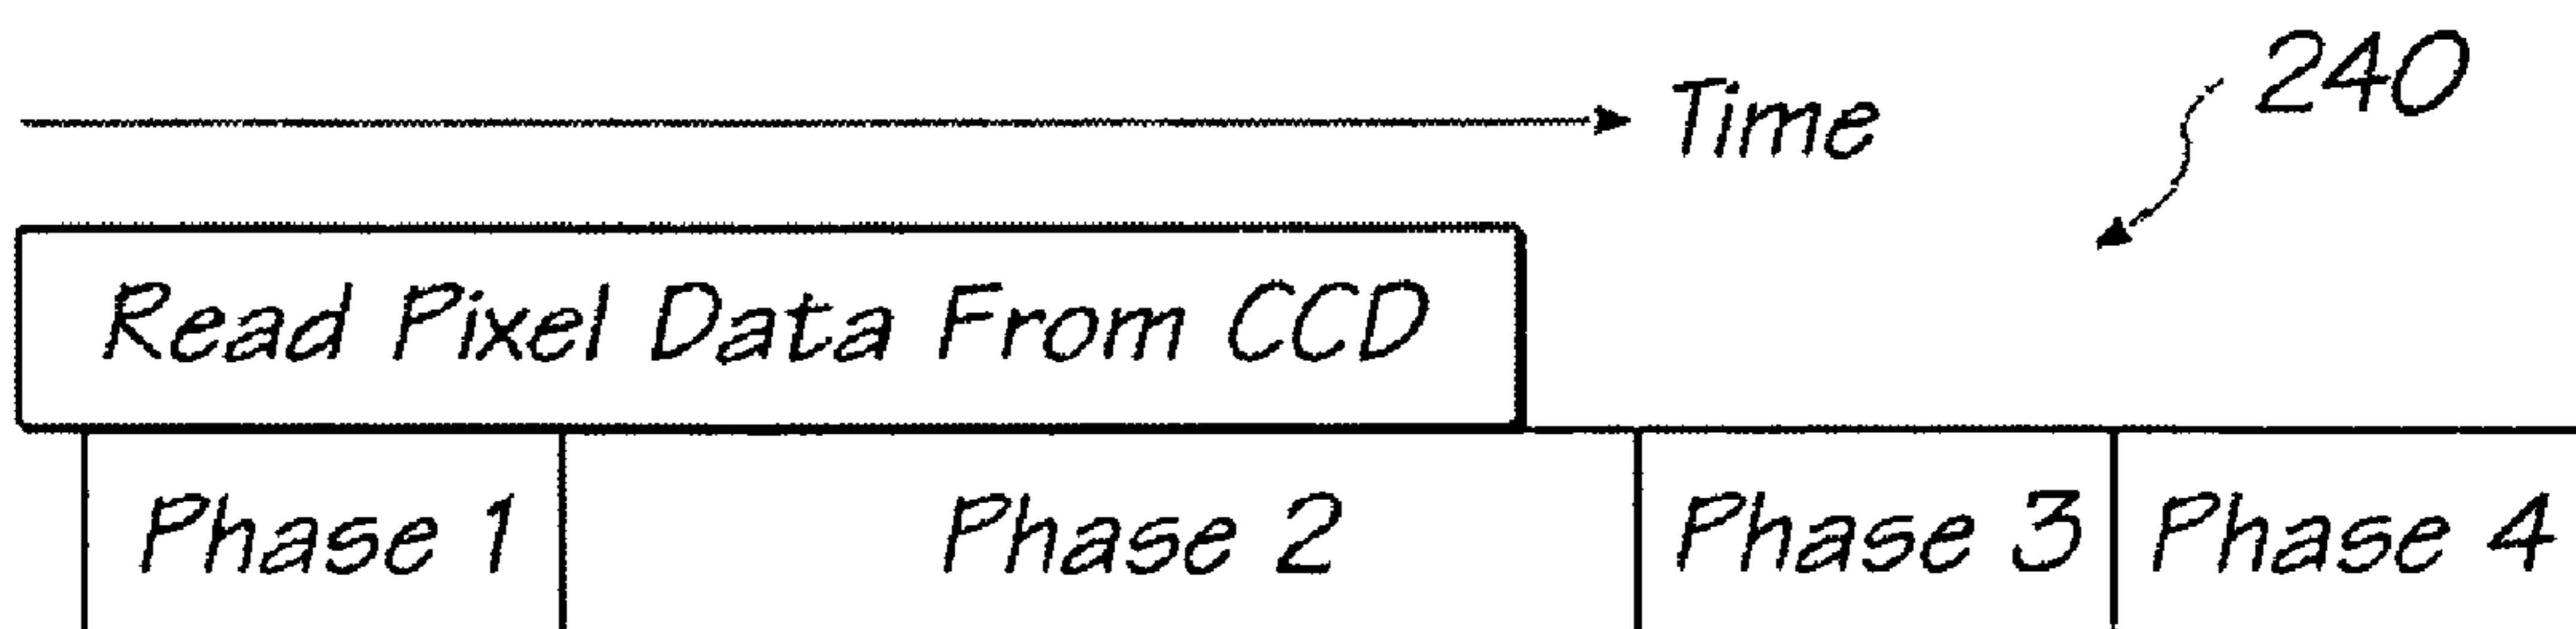 240
Time
Read Pixel Data From CCD
Phase 1 Phase 2 Phase 3 Phase 4